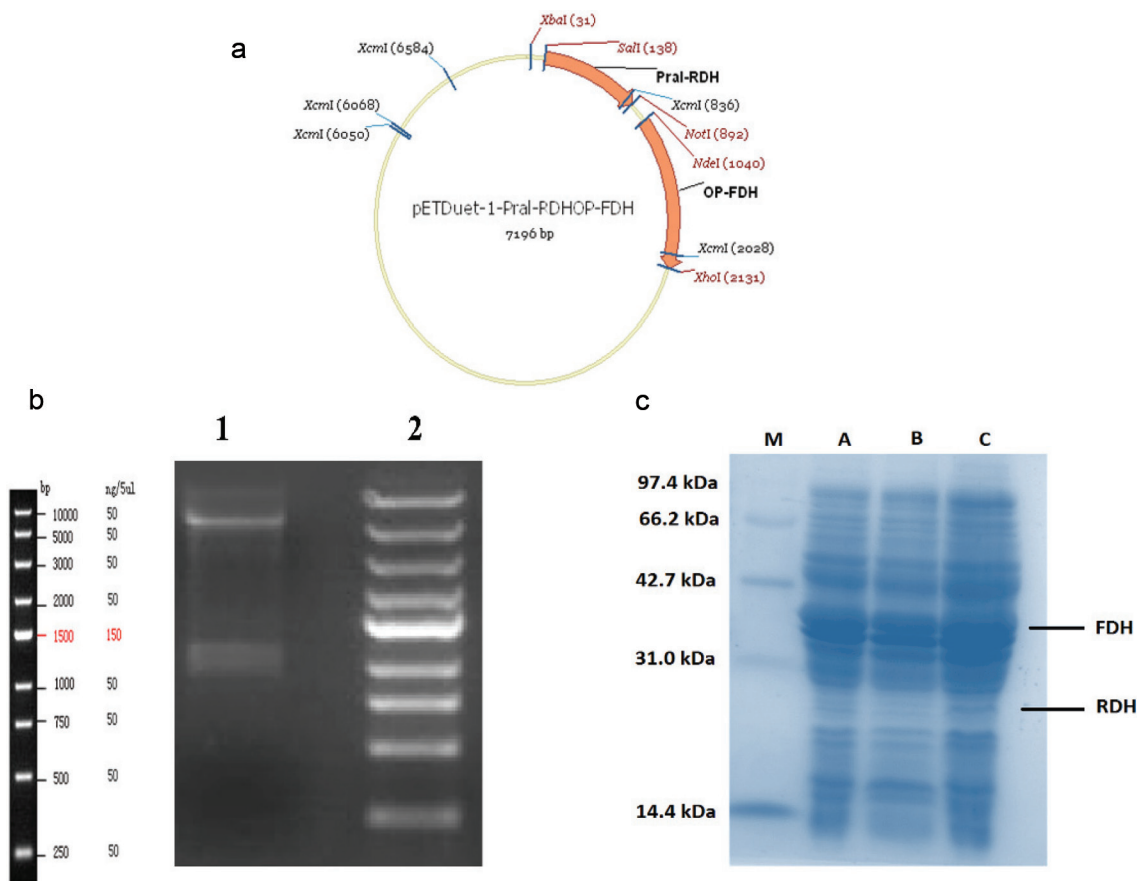 a
XbaI (31)
SalI (138)
XcmI (6584)
PraI-RDH
XcmI (836)
XcmI (6068)
XcmI (6050)
NotI (892)
NdeI (1040)
OP-FDH
pETDuet-1-PraI-RDHOP-FDH
7196 bp
XcmI (2028)
XhoI (2131)
b
1 2
bp ng/5ul
10000 50
5000 50
3000 50
2000 50
1500 150
1000 50
750 50
500 50
250 50
c
M A B C
97.4 kDa
66.2 kDa
42.7 kDa
FDH
31.0 kDa
RDH
14.4 kDa